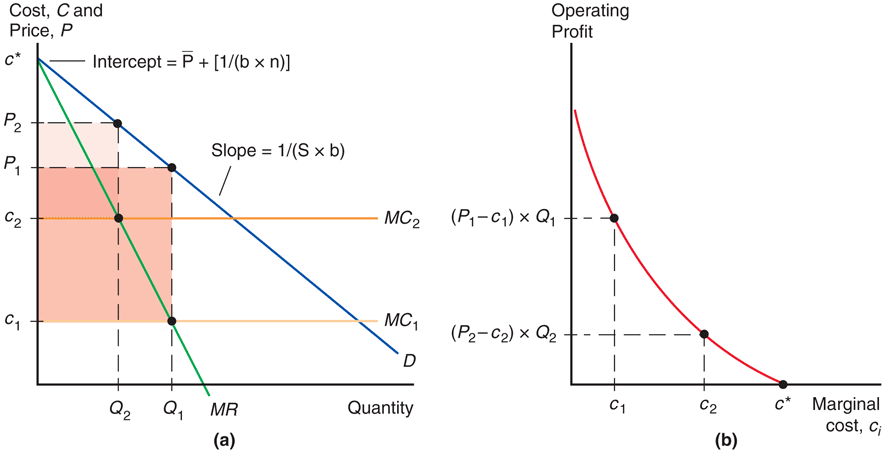 Cost, C and
Price, P
c*
Intercept = P̅ + [1/(b × n)]
P₂
Slope = 1/(S × b)
P₁
c₂
MC₂
c₁
MC₁
D
Q₂
Q₁
MR
Quantity
(a)
Operating
Profit
(P₁–c₁) × Q₁
(P₂–c₂) × Q₂
c₁
c₂
c*
Marginal
cost, cᵢ
(b)